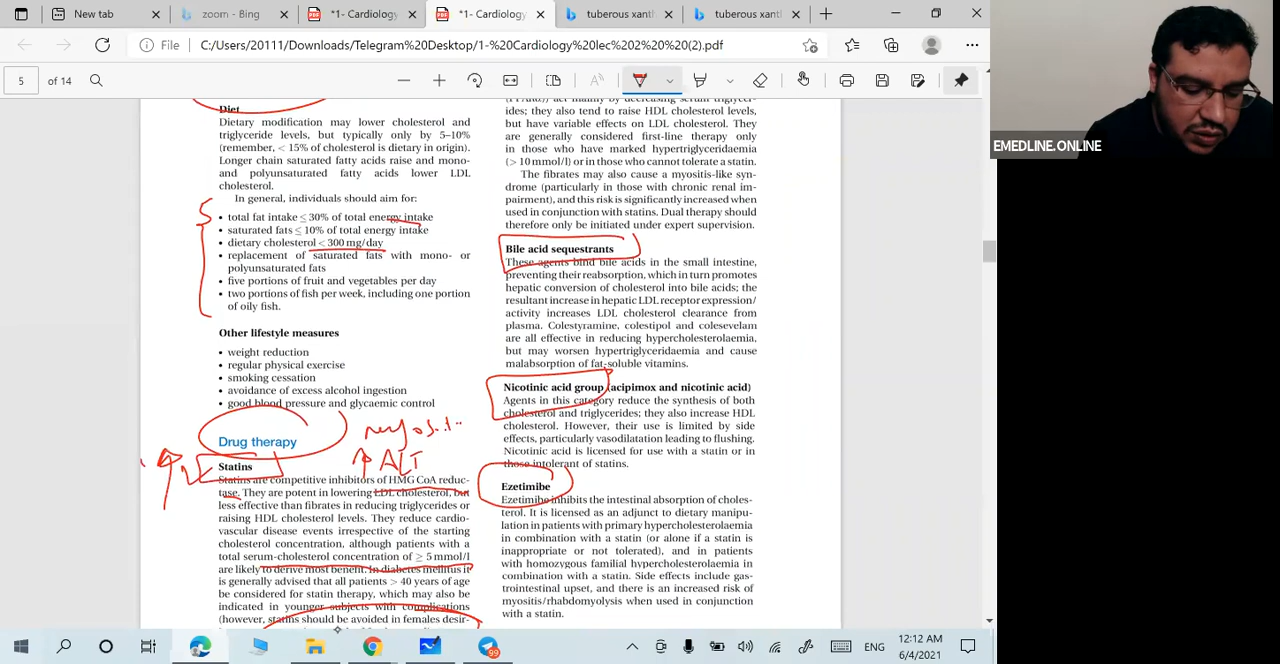 New tab
zoom - Bing
*1- Cardiology
*1- Cardiology
tuberous xant
tuberous xant
File
C:/Users/20111/Downloads/Telegram%20Desktop/1-%20Cardiology%20lec%202%20%20(2).pdf
5
of 14
EMEDLINE.ONLINE
Diet
Dietary modification may lower cholesterol and
triglyceride levels, but typically only by 5–10%
(remember, < 15% of cholesterol is dietary in origin).
Longer chain saturated fatty acids raise and mono-
and polyunsaturated fatty acids lower LDL
cholesterol.
In general, individuals should aim for:
• total fat intake ≤ 30% of total energy intake
• saturated fats ≤ 10% of total energy intake
• dietary cholesterol < 300 mg/day
• replacement of saturated fats with mono- or
polyunsaturated fats
• five portions of fruit and vegetables per day
• two portions of fish per week, including one portion
of oily fish.
Other lifestyle measures
• weight reduction
• regular physical exercise
• smoking cessation
• avoidance of excess alcohol ingestion
• good blood pressure and glycaemic control
Drug therapy
ALT
Statins
Statins are competitive inhibitors of HMG CoA reduc-
tase. They are potent in lowering LDL cholesterol, but
less effective than fibrates in reducing triglycerides or
raising HDL cholesterol levels. They reduce cardio-
vascular disease events irrespective of the starting
cholesterol concentration, although patients with a
total serum-cholesterol concentration of ≥ 5 mmol/l
are likely to derive most benefit. In diabetes mellitus it
is generally advised that all patients > 40 years of age
be considered for statin therapy, which may also be
indicated in younger subjects with complications
(however, statins should be avoided in females desir-
act mainly by decreasing serum triglycer-
ides; they also tend to raise HDL cholesterol levels,
but have variable effects on LDL cholesterol. They
are generally considered first-line therapy only
in those who have marked hypertriglyceridaemia
(> 10 mmol/l) or in those who cannot tolerate a statin.
The fibrates may also cause a myositis-like syn-
drome (particularly in those with chronic renal im-
pairment), and this risk is significantly increased when
used in conjunction with statins. Dual therapy should
therefore only be initiated under expert supervision.
Bile acid sequestrants
These agents bind bile acids in the small intestine,
preventing their reabsorption, which in turn promotes
hepatic conversion of cholesterol into bile acids; the
resultant increase in hepatic LDL receptor expression/
activity increases LDL cholesterol clearance from
plasma. Colestyramine, colestipol and colesevelam
are all effective in reducing hypercholesterolaemia,
but may worsen hypertriglyceridaemia and cause
malabsorption of fat-soluble vitamins.
Nicotinic acid group (acipimox and nicotinic acid)
Agents in this category reduce the synthesis of both
cholesterol and triglycerides; they also increase HDL
cholesterol. However, their use is limited by side
effects, particularly vasodilatation leading to flushing.
Nicotinic acid is licensed for use with a statin or in
those intolerant of statins.
Ezetimibe
Ezetimibe inhibits the intestinal absorption of choles-
terol. It is licensed as an adjunct to dietary manipu-
lation in patients with primary hypercholesterolaemia
in combination with a statin (or alone if a statin is
inappropriate or not tolerated), and in patients
with homozygous familial hypercholesterolaemia in
combination with a statin. Side effects include gas-
trointestinal upset, and there is an increased risk of
myositis/rhabdomyolysis when used in conjunction
with a statin.
99
ENG
12:12 AM
6/4/2021